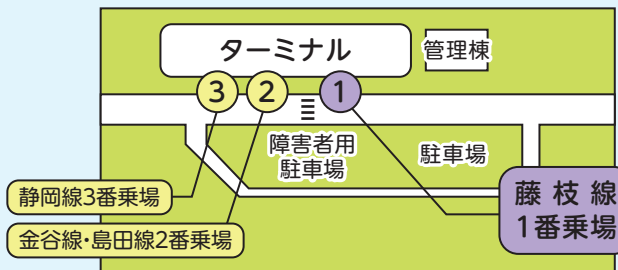 ターミナル
管理棟
3
2
1
障害者用
駐車場
駐車場
静岡線3番乗場
金谷線・島田線2番乗場
藤枝線
1番乗場